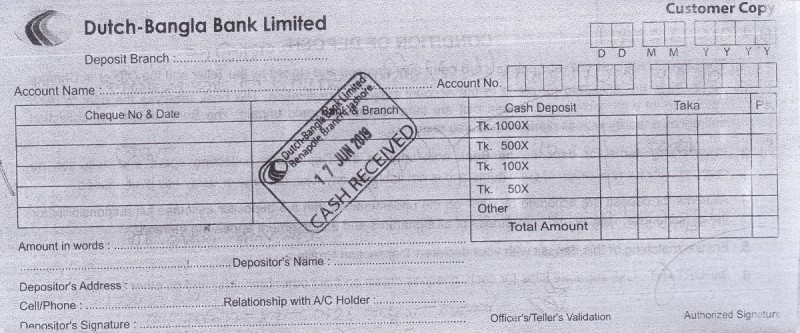 Customer Copy
Dutch-Bangla Bank Limited
D D M M Y Y Y Y
Deposit Branch :
Account Name :
Account No.
Cheque No & Date Bank & Branch
Cash Deposit Taka P
Tk. 1000X
Tk. 500X
Tk. 100X
Tk. 50X
Other
Total Amount
Dutch-Bangla Bank Limited
Benapole Branch, Jashore.
17 JUN 2019
CASH RECEIVED
Amount in words :
Depositor's Name :
Depositor's Address :
Cell/Phone : Relationship with A/C Holder :
Depositor's Signature :
Officer's/Teller's Validation Authorized Signature